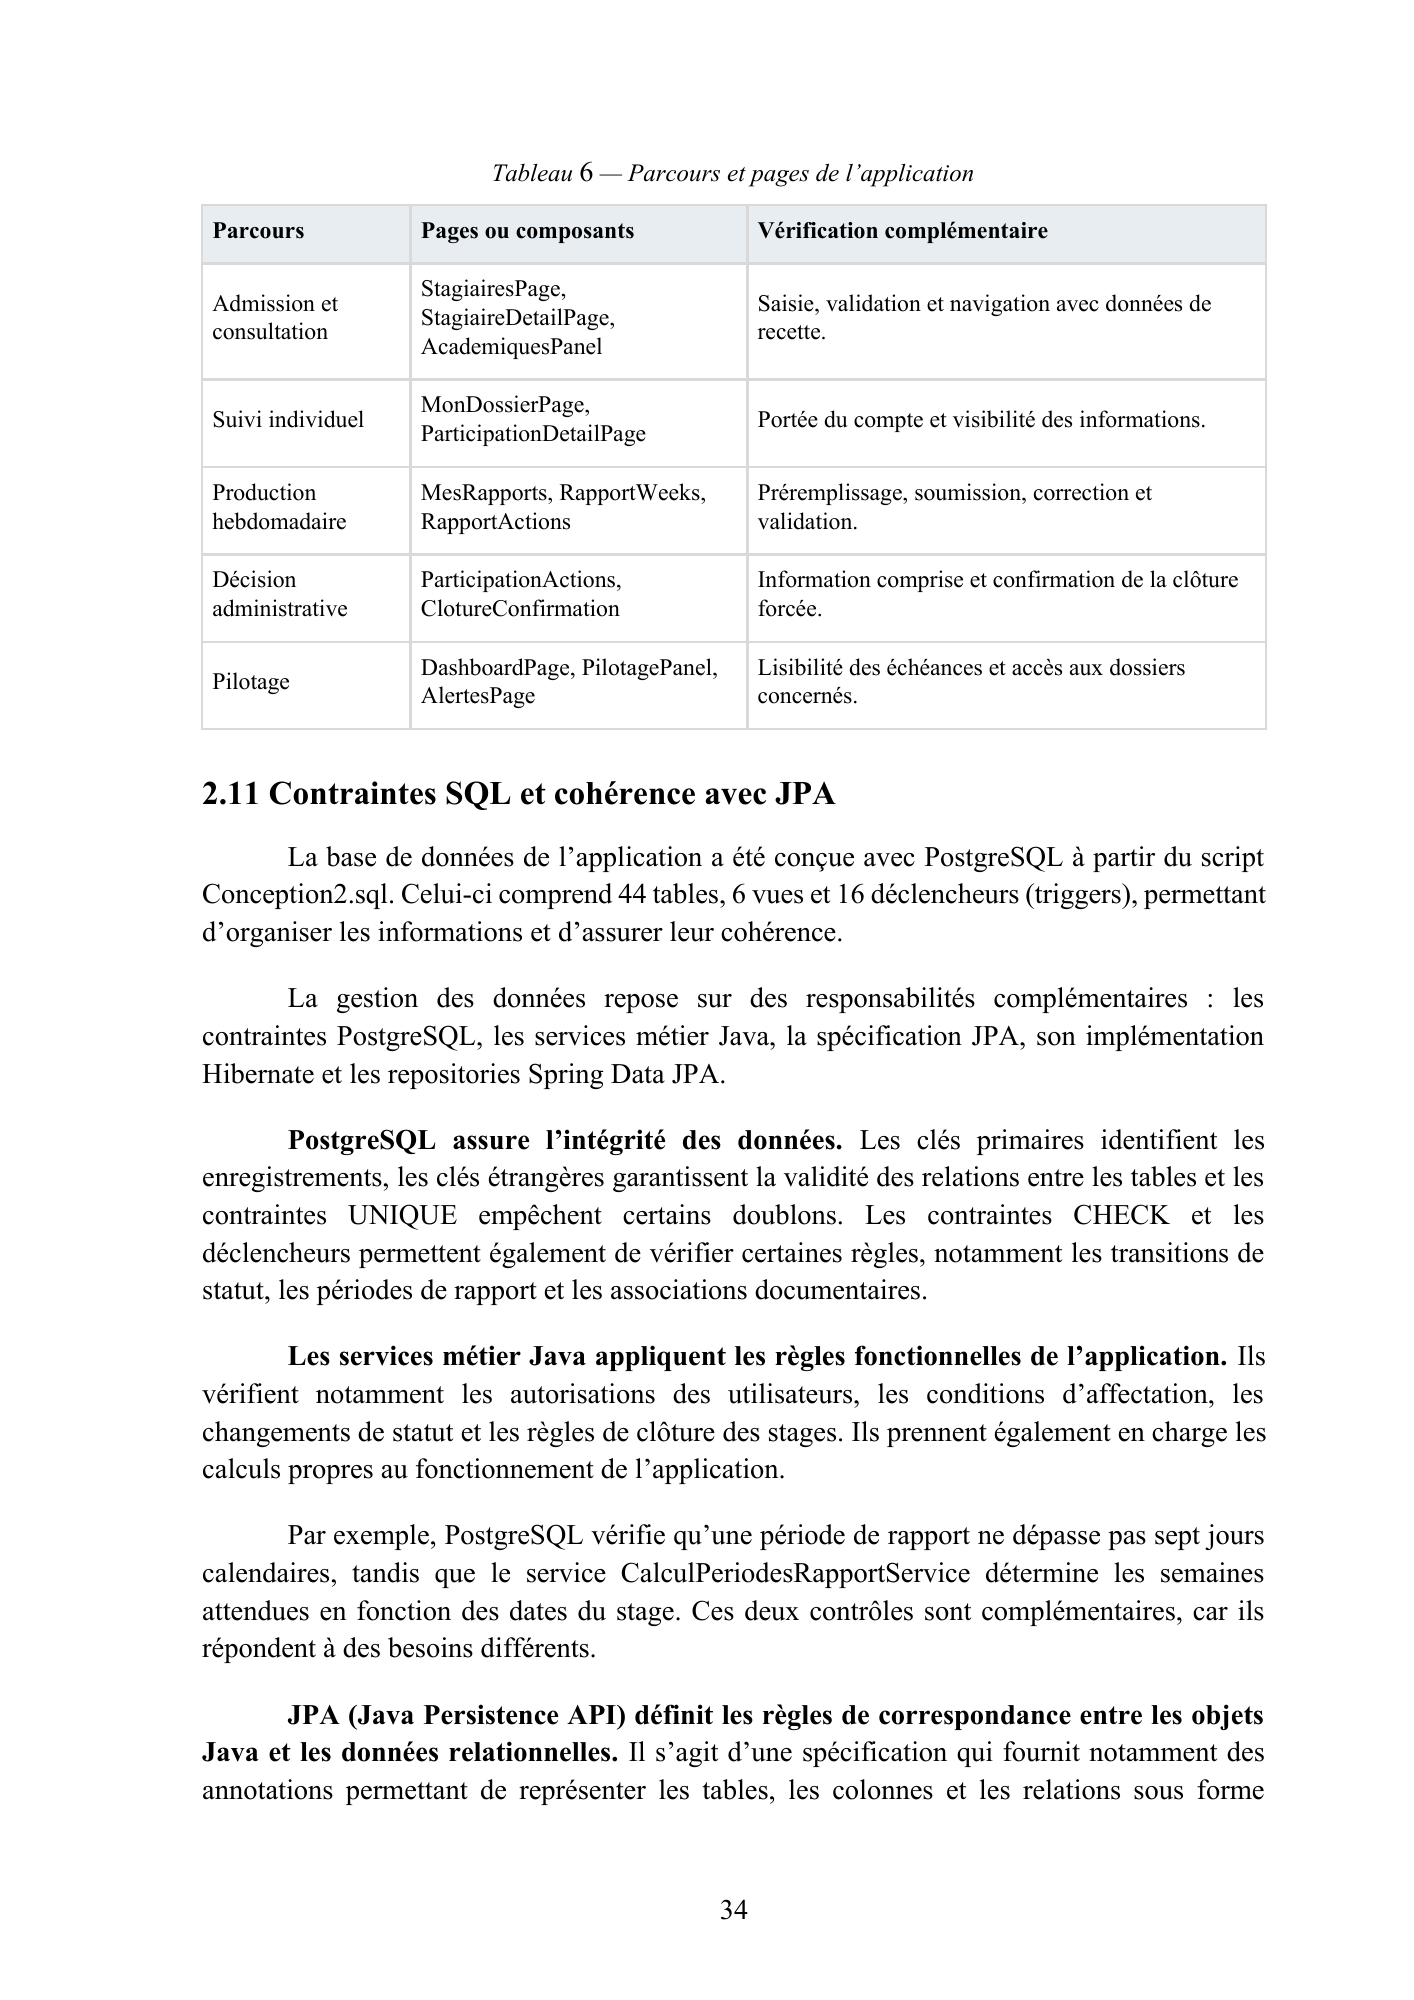 Tableau 6 — Parcours et pages de l’application
Parcours Pages ou composants Vérification complémentaire
Admission et consultation StagiairesPage, StagiaireDetailPage, AcademiquesPanel Saisie, validation et navigation avec données de recette.
Suivi individuel MonDossierPage, ParticipationDetailPage Portée du compte et visibilité des informations.
Production hebdomadaire MesRapports, RapportWeeks, RapportActions Préremplissage, soumission, correction et validation.
Décision administrative ParticipationActions, ClotureConfirmation Information comprise et confirmation de la clôture forcée.
Pilotage DashboardPage, PilotagePanel, AlertesPage Lisibilité des échéances et accès aux dossiers concernés.
2.11 Contraintes SQL et cohérence avec JPA
La base de données de l’application a été conçue avec PostgreSQL à partir du script
Conception2.sql. Celui-ci comprend 44 tables, 6 vues et 16 déclencheurs (triggers), permettant
d’organiser les informations et d’assurer leur cohérence.
La gestion des données repose sur des responsabilités complémentaires : les
contraintes PostgreSQL, les services métier Java, la spécification JPA, son implémentation
Hibernate et les repositories Spring Data JPA.
PostgreSQL assure l’intégrité des données. Les clés primaires identifient les
enregistrements, les clés étrangères garantissent la validité des relations entre les tables et les
contraintes UNIQUE empêchent certains doublons. Les contraintes CHECK et les
déclencheurs permettent également de vérifier certaines règles, notamment les transitions de
statut, les périodes de rapport et les associations documentaires.
Les services métier Java appliquent les règles fonctionnelles de l’application. Ils
vérifient notamment les autorisations des utilisateurs, les conditions d’affectation, les
changements de statut et les règles de clôture des stages. Ils prennent également en charge les
calculs propres au fonctionnement de l’application.
Par exemple, PostgreSQL vérifie qu’une période de rapport ne dépasse pas sept jours
calendaires, tandis que le service CalculPeriodesRapportService détermine les semaines
attendues en fonction des dates du stage. Ces deux contrôles sont complémentaires, car ils
répondent à des besoins différents.
JPA (Java Persistence API) définit les règles de correspondance entre les objets
Java et les données relationnelles. Il s’agit d’une spécification qui fournit notamment des
annotations permettant de représenter les tables, les colonnes et les relations sous forme
34